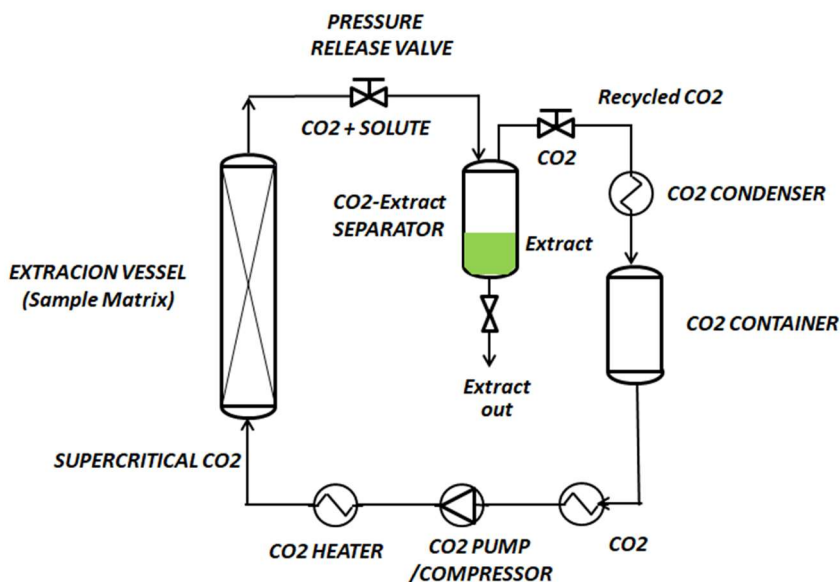 PRESSURE
RELEASE VALVE
CO2 + SOLUTE
Recycled CO2
CO2
CO2 CONDENSER
CO2-Extract
SEPARATOR
Extract
EXTRACION VESSEL
(Sample Matrix)
CO2 CONTAINER
Extract
out
SUPERCRITICAL CO2
CO2 HEATER
CO2 PUMP
/COMPRESSOR
CO2